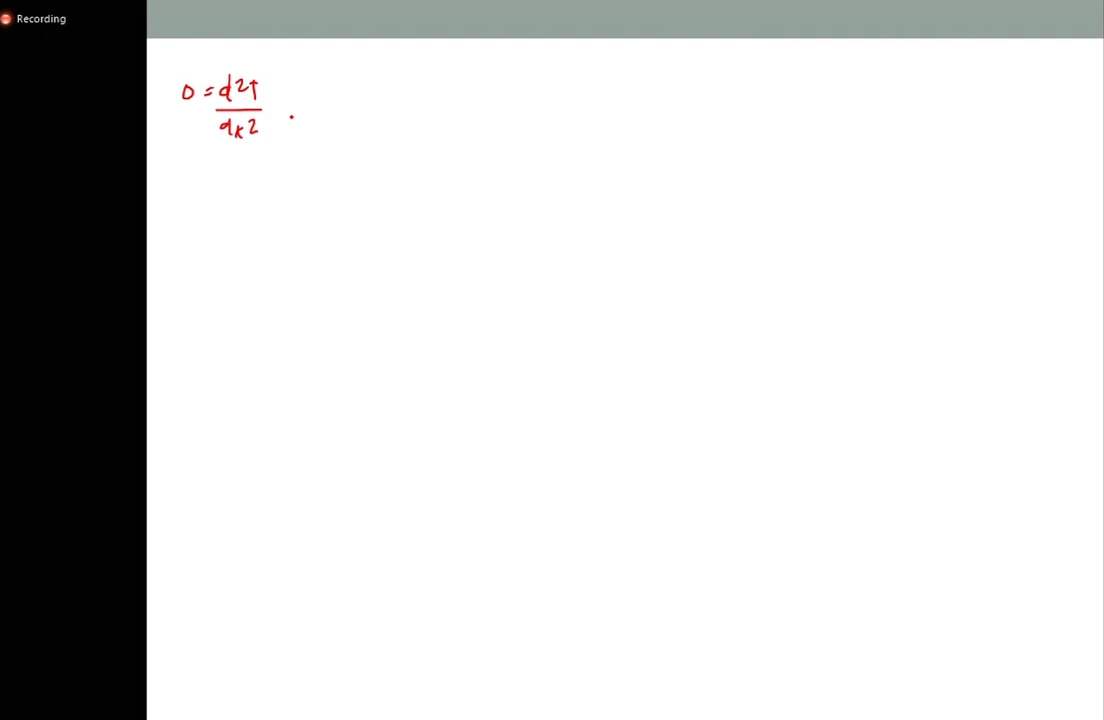 Recording
0 = d2T
dx2 .